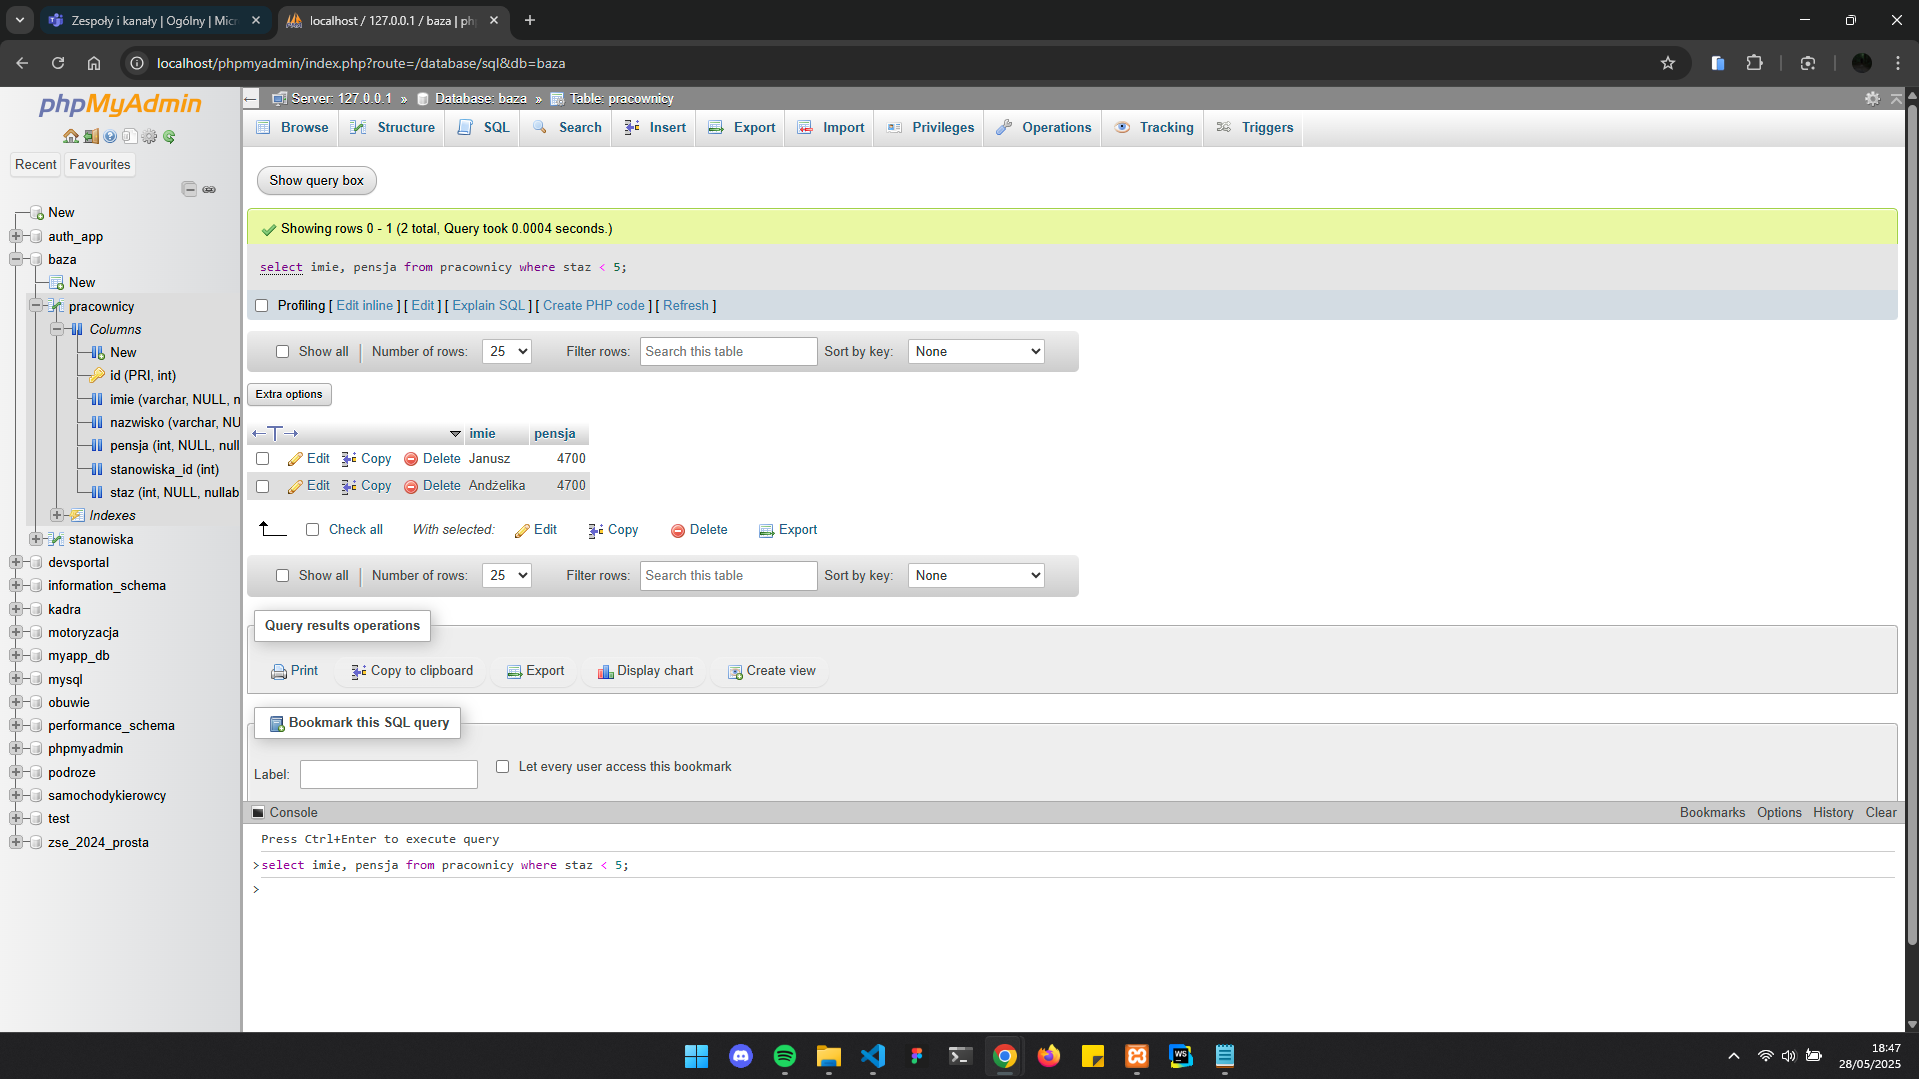 Zespoły i kanały | Ogólny | Micr
localhost / 127.0.0.1 / baza | ph
localhost/phpmyadmin/index.php?route=/database/sql&db=baza
phpMyAdmin
Recent
Favourites
New
auth_app
baza
New
pracownicy
Columns
New
id (PRI, int)
imie (varchar, NULL, n
nazwisko (varchar, NU
pensja (int, NULL, null
stanowiska_id (int)
staz (int, NULL, nullab
Indexes
stanowiska
devsportal
information_schema
kadra
motoryzacja
myapp_db
mysql
obuwie
performance_schema
phpmyadmin
podroze
samochodykierowcy
test
zse_2024_prosta
Server: 127.0.0.1 » Database: baza » Table: pracownicy
Browse Structure SQL Search Insert Export Import Privileges Operations Tracking Triggers
Show query box
Showing rows 0 - 1 (2 total, Query took 0.0004 seconds.)
select imie, pensja from pracownicy where staz < 5;
Profiling [ Edit inline ] [ Edit ] [ Explain SQL ] [ Create PHP code ] [ Refresh ]
Show all Number of rows: 25 Filter rows: Search this table Sort by key: None
Extra options
imie pensja
Edit Copy Delete Janusz 4700
Edit Copy Delete Andżelika 4700
Check all With selected: Edit Copy Delete Export
Show all Number of rows: 25 Filter rows: Search this table Sort by key: None
Query results operations
Print Copy to clipboard Export Display chart Create view
Bookmark this SQL query
Label: Let every user access this bookmark
Console Bookmarks Options History Clear
Press Ctrl+Enter to execute query
>select imie, pensja from pracownicy where staz < 5;
>
WS
18:47
28/05/2025